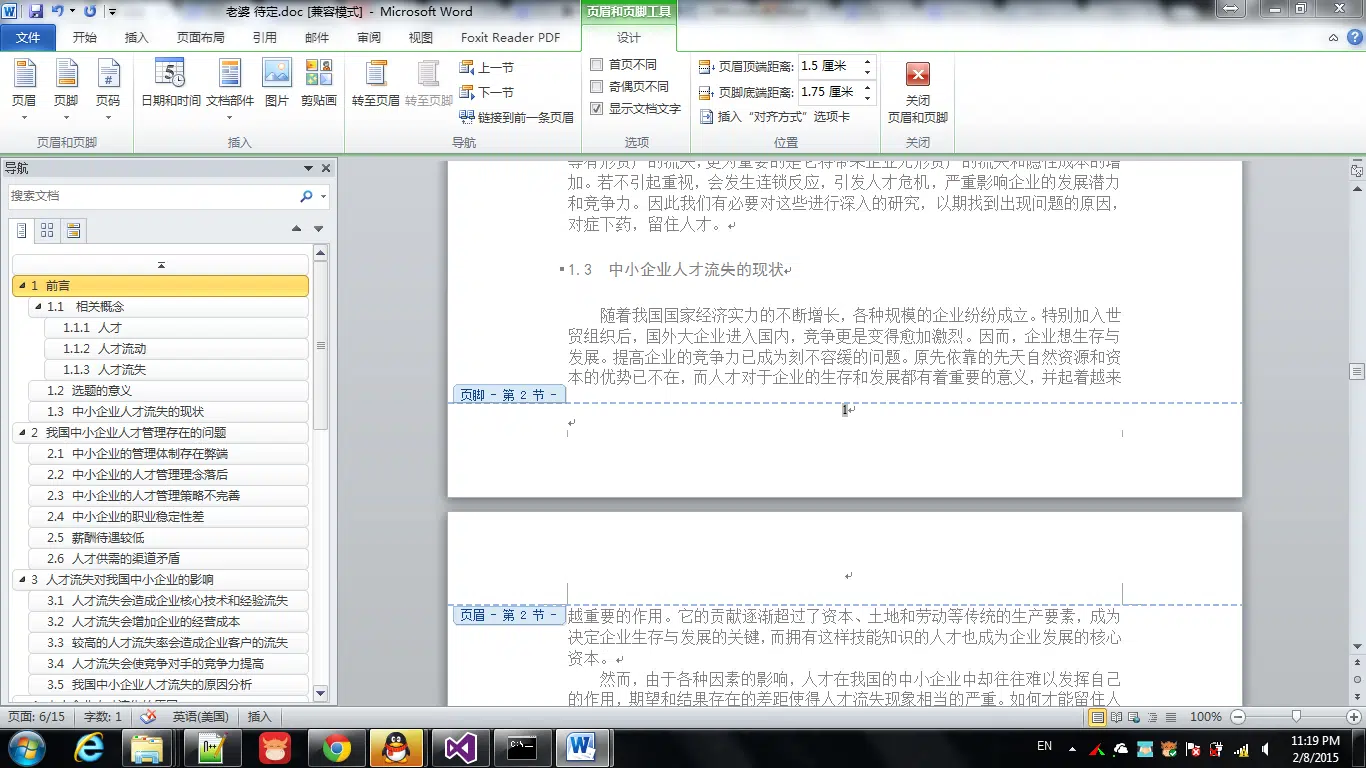 老婆 待定.doc [兼容模式] - Microsoft Word
页眉和页脚工具
文件 开始 插入 页面布局 引用 邮件 审阅 视图 Foxit Reader PDF 设计
页眉 页脚 页码
日期和时间 文档部件 图片 剪贴画
转至页眉 转至页脚
上一节
下一节
链接到前一条页眉
首页不同
奇偶页不同
显示文档文字
页眉顶端距离: 1.5 厘米
页脚底端距离: 1.75 厘米
插入“对齐方式”选项卡
关闭
页眉和页脚
页眉和页脚 插入 导航 选项 位置 关闭
导航
搜索文档
1 前言
1.1 相关概念
1.1.1 人才
1.1.2 人才流动
1.1.3 人才流失
1.2 选题的意义
1.3 中小企业人才流失的现状
2 我国中小企业人才管理存在的问题
2.1 中小企业的管理体制存在弊端
2.2 中小企业的人才管理理念落后
2.3 中小企业的人才管理策略不完善
2.4 中小企业的职业稳定性差
2.5 薪酬待遇较低
2.6 人才供需的渠道矛盾
3 人才流失对我国中小企业的影响
3.1 人才流失会造成企业核心技术和经验流失
3.2 人才流失会增加企业的经营成本
3.3 较高的人才流失率会造成企业客户的流失
3.4 人才流失会使竞争对手的竞争力提高
3.5 我国中小企业人才流失的原因分析
等有形资产的流失,更为重要的是它将带来企业无形资产的流失和隐性成本的增
加。若不引起重视，会发生连锁反应，引发人才危机，严重影响企业的发展潜力
和竞争力。因此我们有必要对这些进行深入的研究，以期找到出现问题的原因，
对症下药，留住人才。
1.3 中小企业人才流失的现状
随着我国国家经济实力的不断增长，各种规模的企业纷纷成立。特别加入世
贸组织后，国外大企业进入国内，竞争更是变得愈加激烈。因而，企业想生存与
发展。提高企业的竞争力已成为刻不容缓的问题。原先依靠的先天自然资源和资
本的优势已不在，而人才对于企业的生存和发展都有着重要的意义，并起着越来
页脚 - 第 2 节 -
1
页眉 - 第 2 节 -
越重要的作用。它的贡献逐渐超过了资本、土地和劳动等传统的生产要素，成为
决定企业生存与发展的关键，而拥有这样技能知识的人才也成为企业发展的核心
资本。
然而，由于各种因素的影响，人才在我国的中小企业中却往往难以发挥自己
的作用，期望和结果存在的差距使得人才流失现象相当的严重。如何才能留住人
页面: 6/15 字数: 1 英语(美国) 插入 100%
EN 11:19 PM
2/8/2015